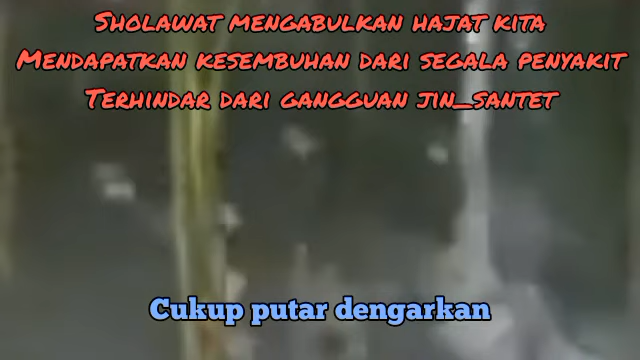 Sholawat mengabulkan hajat kita
Mendapatkan kesembuhan dari segala penyakit
Terhindar dari gangguan jin_santet
Cukup putar dengarkan